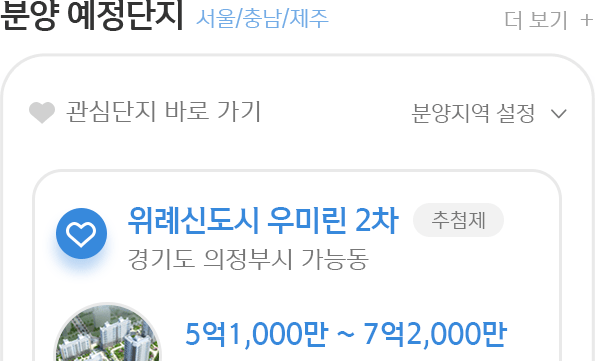 분양 예정단지 서울/충남/제주 더 보기 +
관심단지 바로 가기 분양지역 설정
위례신도시 우미린 2차 추첨제
경기도 의정부시 가능동
5억1,000만 ~ 7억2,000만